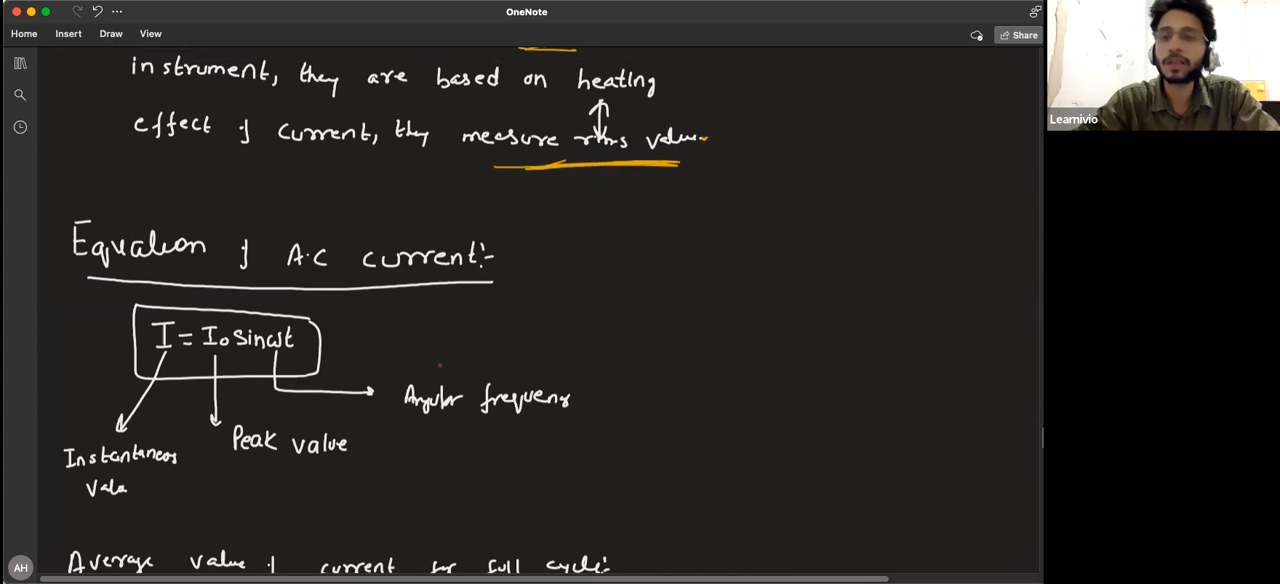 OneNote
Home Insert Draw View
Share
instrument, they are based on heating
effect of current, they measure rms value.
Equation of A.C current:-
I = I₀ sinωt
Angular frequency
Peak value
Instantaneous
Value
Average value of current for full cycle:
AH
Learnivio